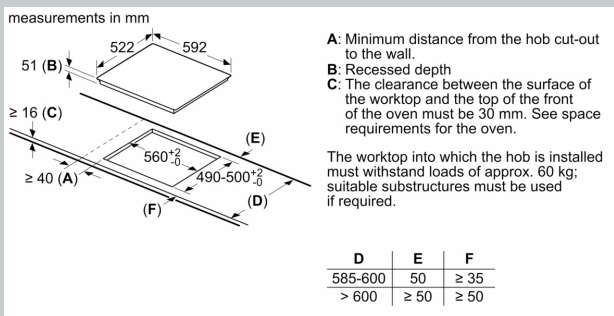 measurements in mm
522
592
51 (B)
≥ 16 (C)
(E)
560+2-0
490-500+2-0
≥ 40 (A)
(D)
(F)
A: Minimum distance from the hob cut-out
to the wall.
B: Recessed depth
C: The clearance between the surface of
the worktop and the top of the front
of the oven must be 30 mm. See space
requirements for the oven.
The worktop into which the hob is installed
must withstand loads of approx. 60 kg;
suitable substructures must be used
if required.
D E F
585-600 50 ≥ 35
> 600 ≥ 50 ≥ 50